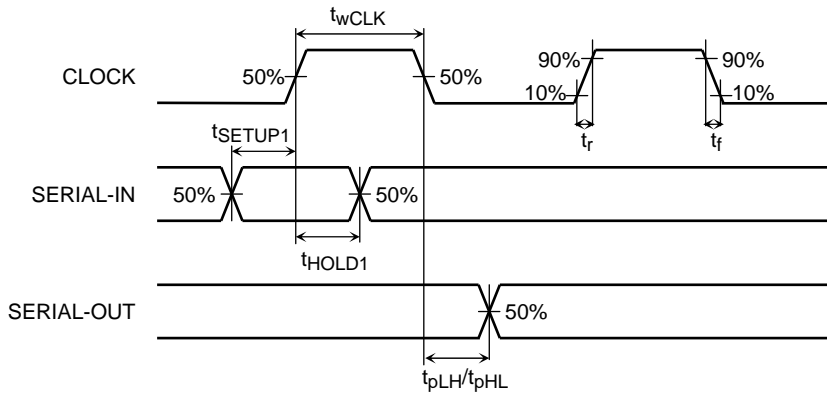 twCLK
CLOCK 50% 50% 90% 90%
10% 10%
tSETUP1 tr tf
SERIAL-IN 50% 50%
tHOLD1
SERIAL-OUT 50%
tpLH/tpHL